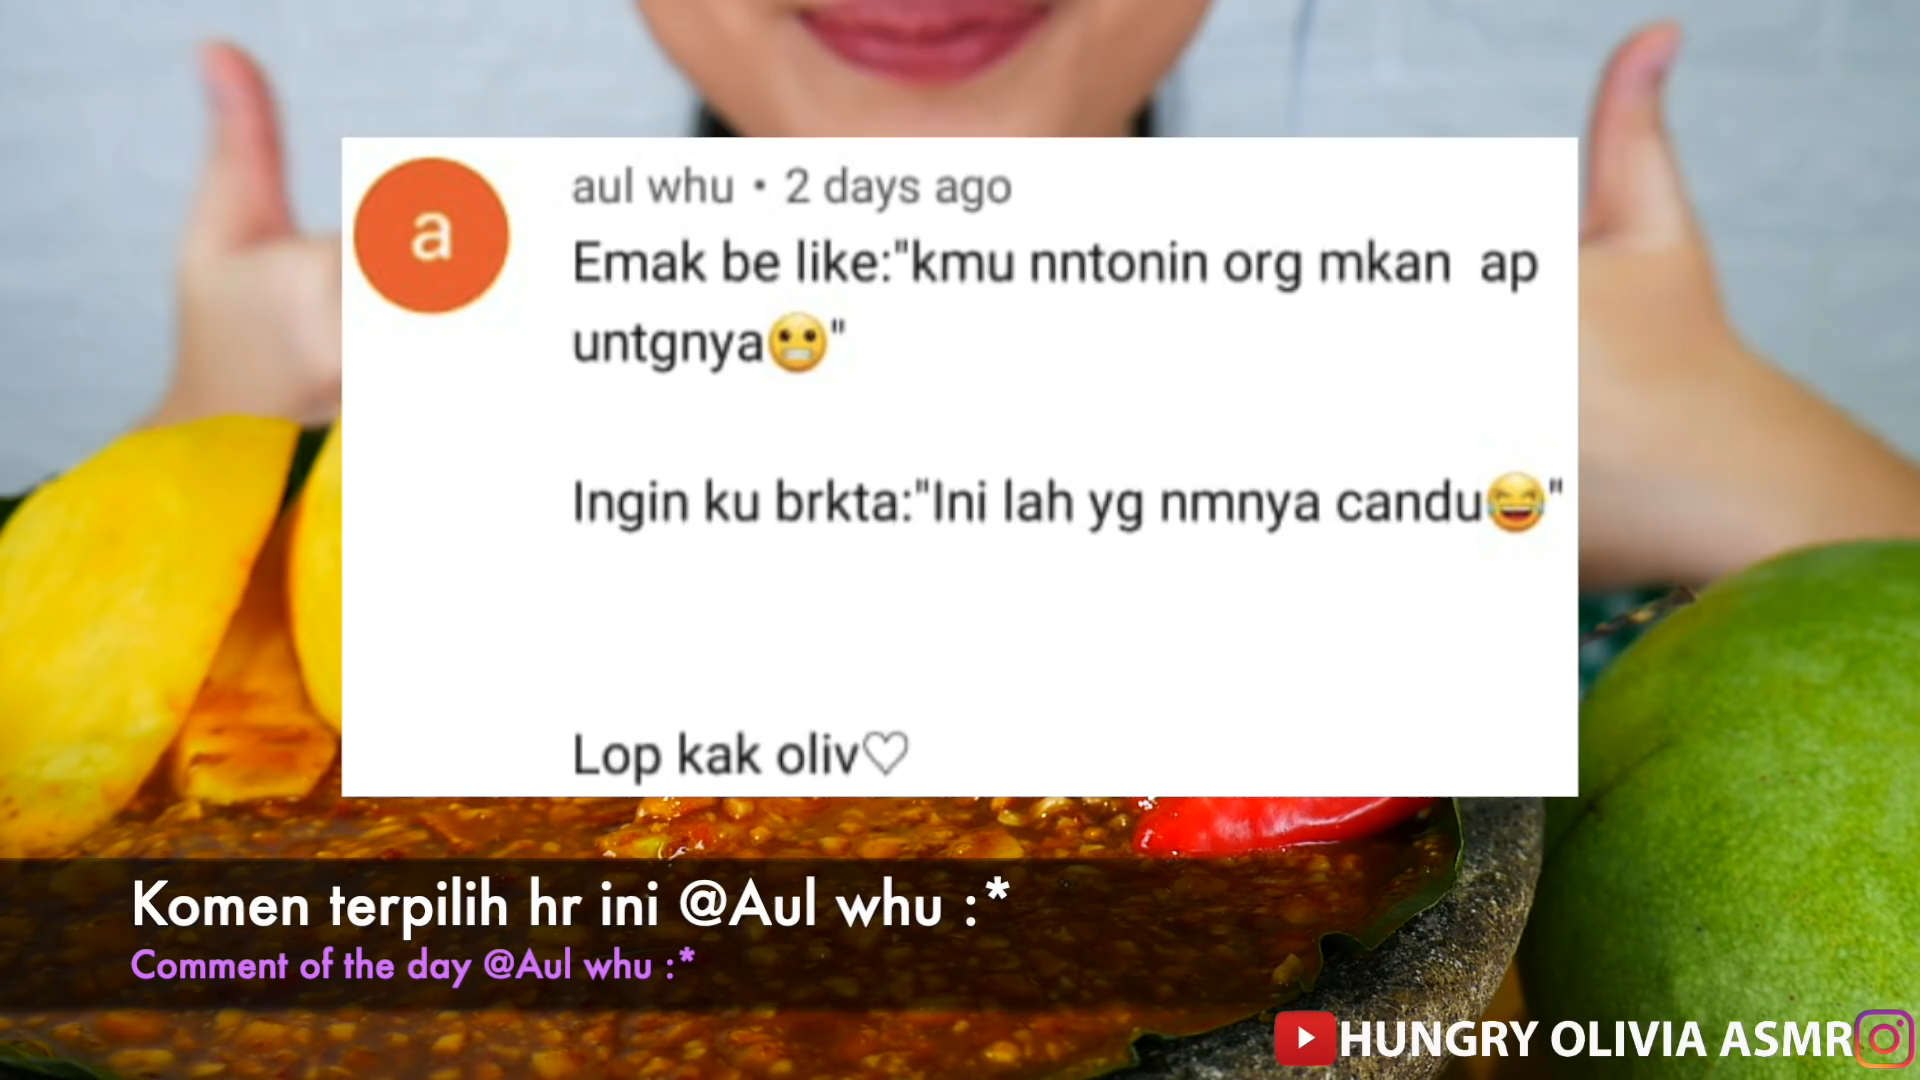 a
aul whu • 2 days ago
Emak be like:"kmu nntonin org mkan  ap
untgnya😬"
Ingin ku brkta:"Ini lah yg nmnya candu😂"
Lop kak oliv♡
Komen terpilih hr ini @Aul whu :*
Comment of the day @Aul whu :*
HUNGRY OLIVIA ASMR